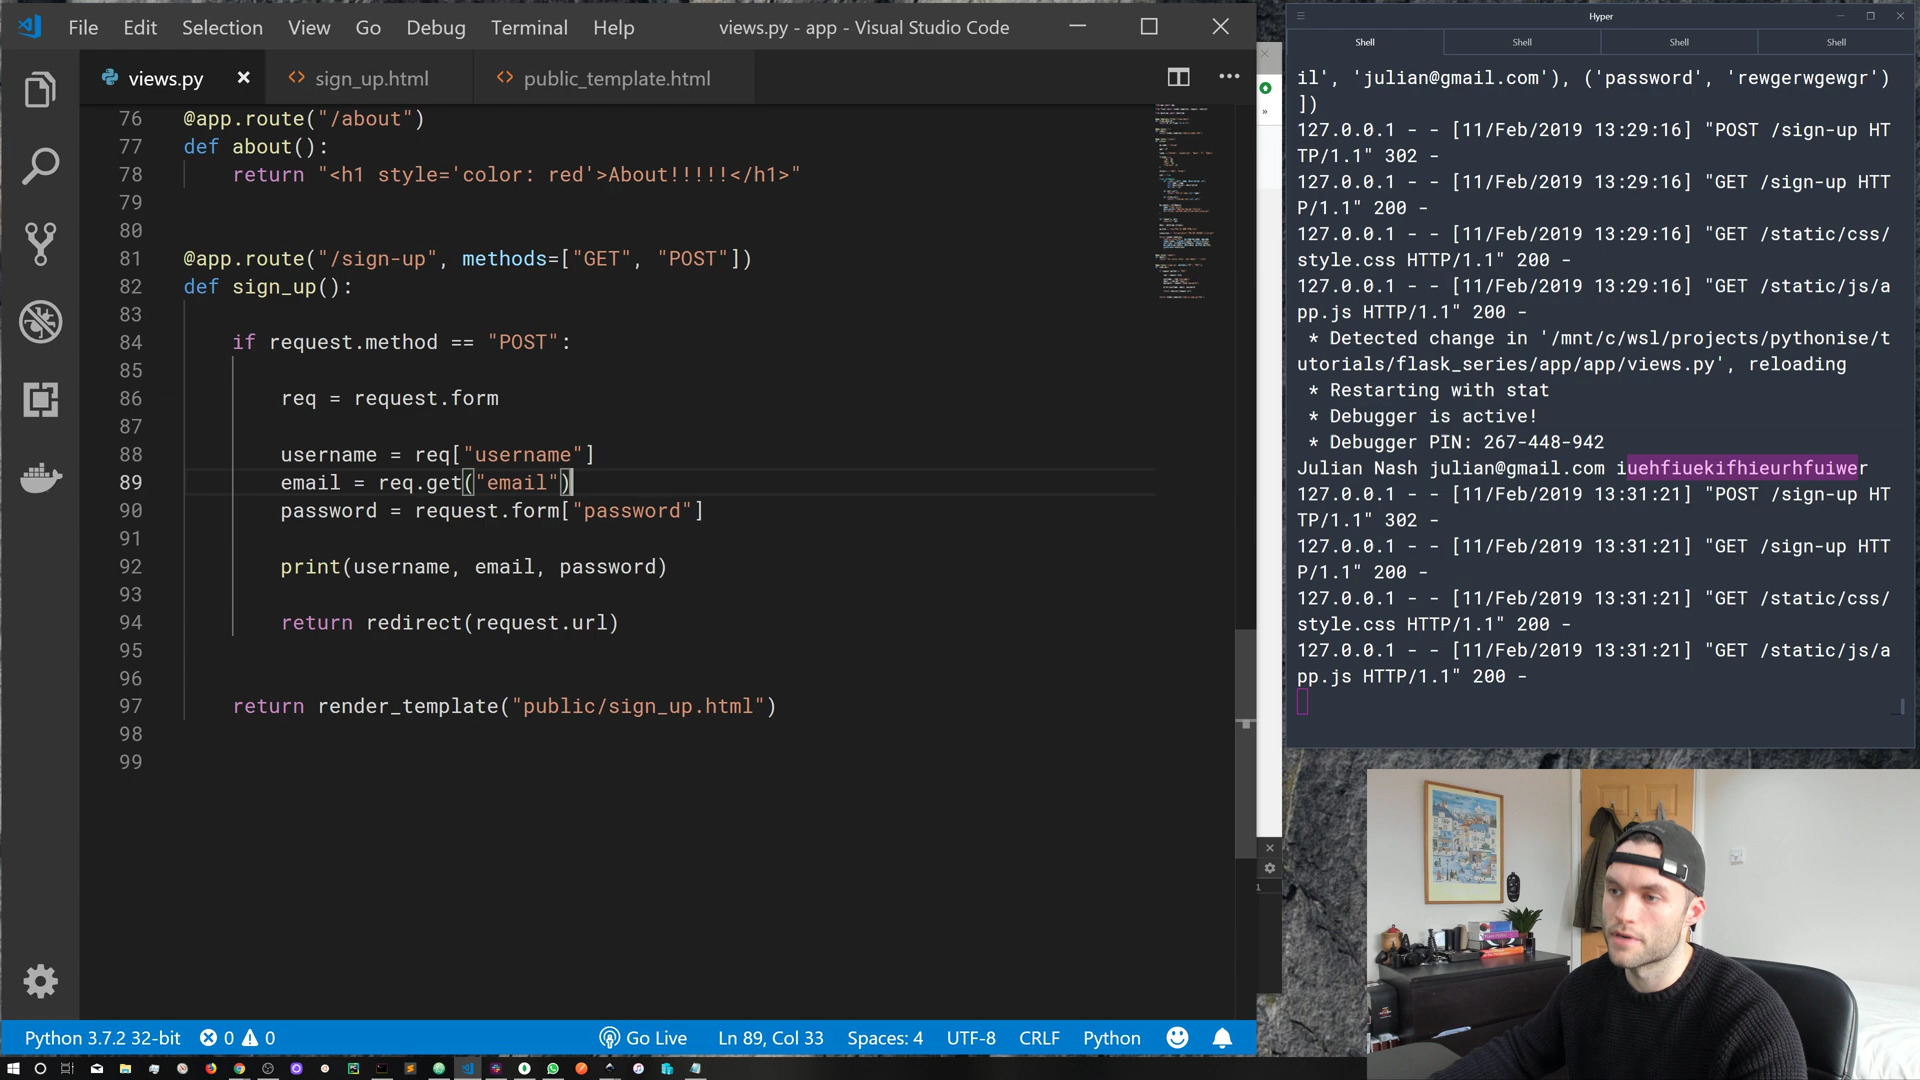 File Edit Selection View Go Debug Terminal Help views.py - app - Visual Studio Code
views.py sign_up.html public_template.html
76 @app.route("/about")
77 def about():
78 return "<h1 style='color: red'>About!!!!!</h1>"
79
80
81 @app.route("/sign-up", methods=["GET", "POST"])
82 def sign_up():
83
84 if request.method == "POST":
85
86 req = request.form
87
88 username = req["username"]
89 email = req.get("email")
90 password = request.form["password"]
91
92 print(username, email, password)
93
94 return redirect(request.url)
95
96
97 return render_template("public/sign_up.html")
98
99
Python 3.7.2 32-bit 0 0 Go Live Ln 89, Col 33 Spaces: 4 UTF-8 CRLF Python
Hyper
Shell Shell Shell Shell
il', 'julian@gmail.com'), ('password', 'rewgerwgewgr')
])
127.0.0.1 - - [11/Feb/2019 13:29:16] "POST /sign-up HT
TP/1.1" 302 -
127.0.0.1 - - [11/Feb/2019 13:29:16] "GET /sign-up HTT
P/1.1" 200 -
127.0.0.1 - - [11/Feb/2019 13:29:16] "GET /static/css/
style.css HTTP/1.1" 200 -
127.0.0.1 - - [11/Feb/2019 13:29:16] "GET /static/js/a
pp.js HTTP/1.1" 200 -
* Detected change in '/mnt/c/wsl/projects/pythonise/t
utorials/flask_series/app/app/views.py', reloading
* Restarting with stat
* Debugger is active!
* Debugger PIN: 267-448-942
Julian Nash julian@gmail.com iuehfiuekifhieurhfuiwer
127.0.0.1 - - [11/Feb/2019 13:31:21] "POST /sign-up HT
TP/1.1" 302 -
127.0.0.1 - - [11/Feb/2019 13:31:21] "GET /sign-up HTT
P/1.1" 200 -
127.0.0.1 - - [11/Feb/2019 13:31:21] "GET /static/css/
style.css HTTP/1.1" 200 -
127.0.0.1 - - [11/Feb/2019 13:31:21] "GET /static/js/a
pp.js HTTP/1.1" 200 -